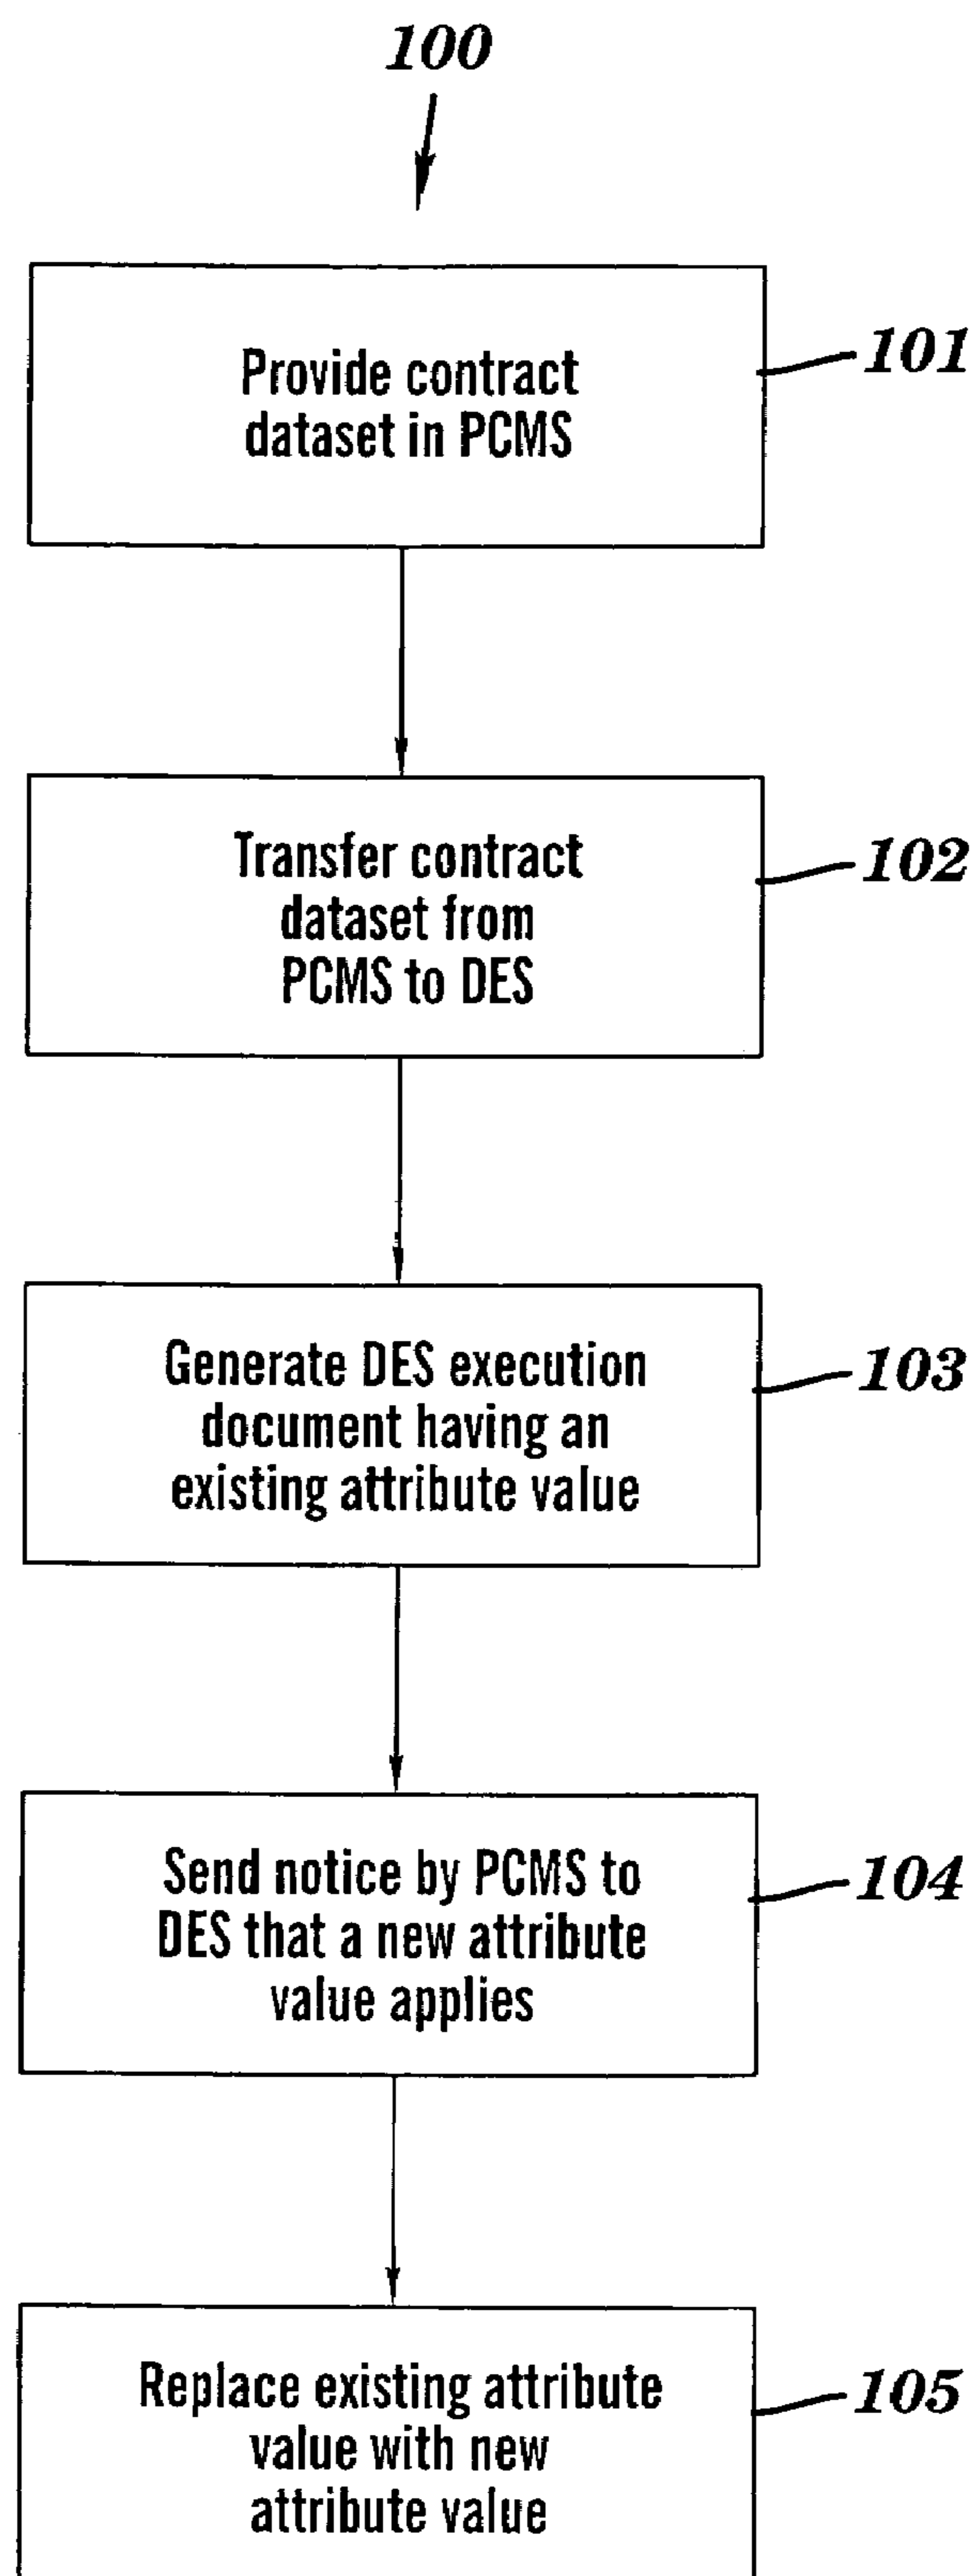 100
Provide contract
dataset in PCMS
101
Transfer contract
dataset from
PCMS to DES
102
Generate DES execution
document having an
existing attribute value
103
Send notice by PCMS to
DES that a new attribute
value applies
104
Replace existing attribute
value with new
attribute value
105